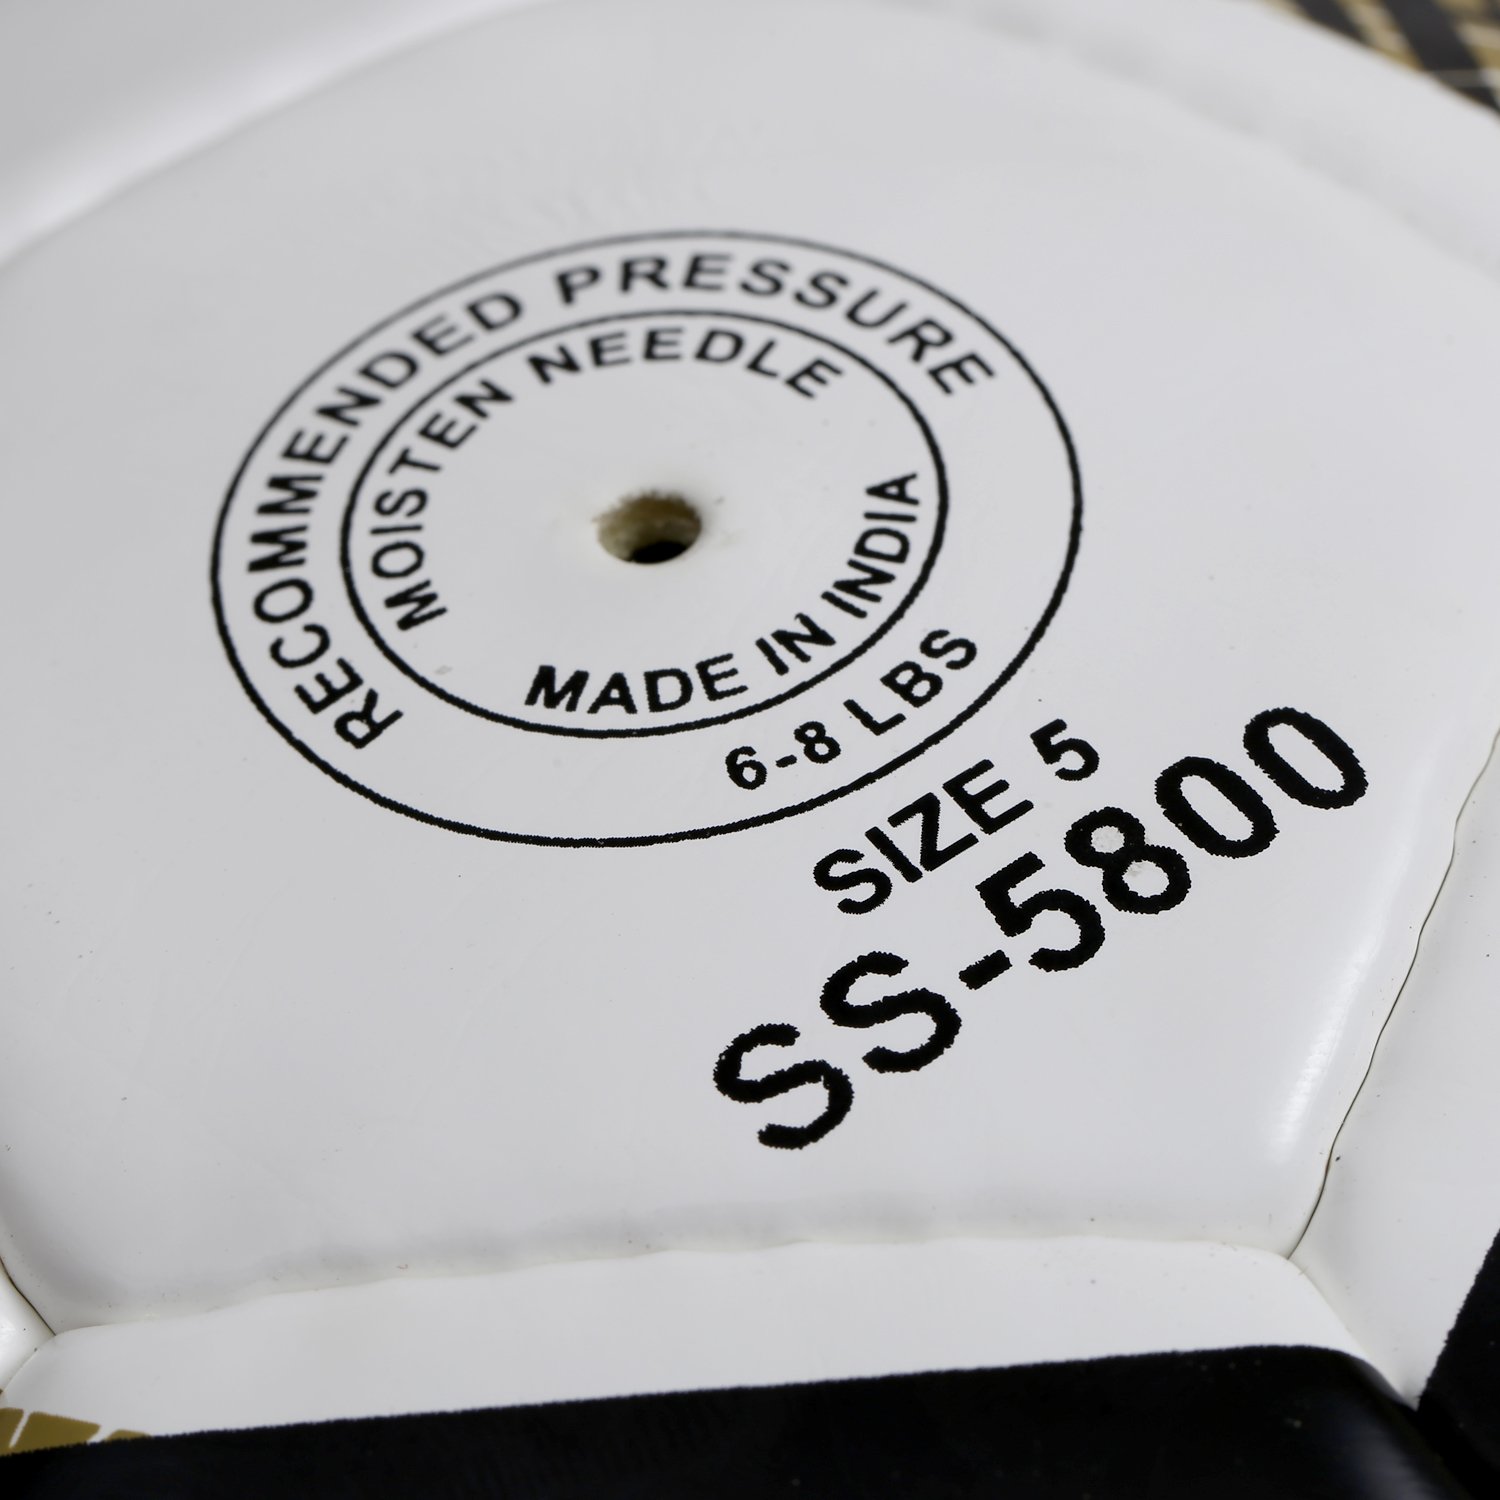 RECOMMENDED PRESSURE
MOISTEN NEEDLE
MADE IN INDIA
6-8 LBS
SIZE 5
SS-5800